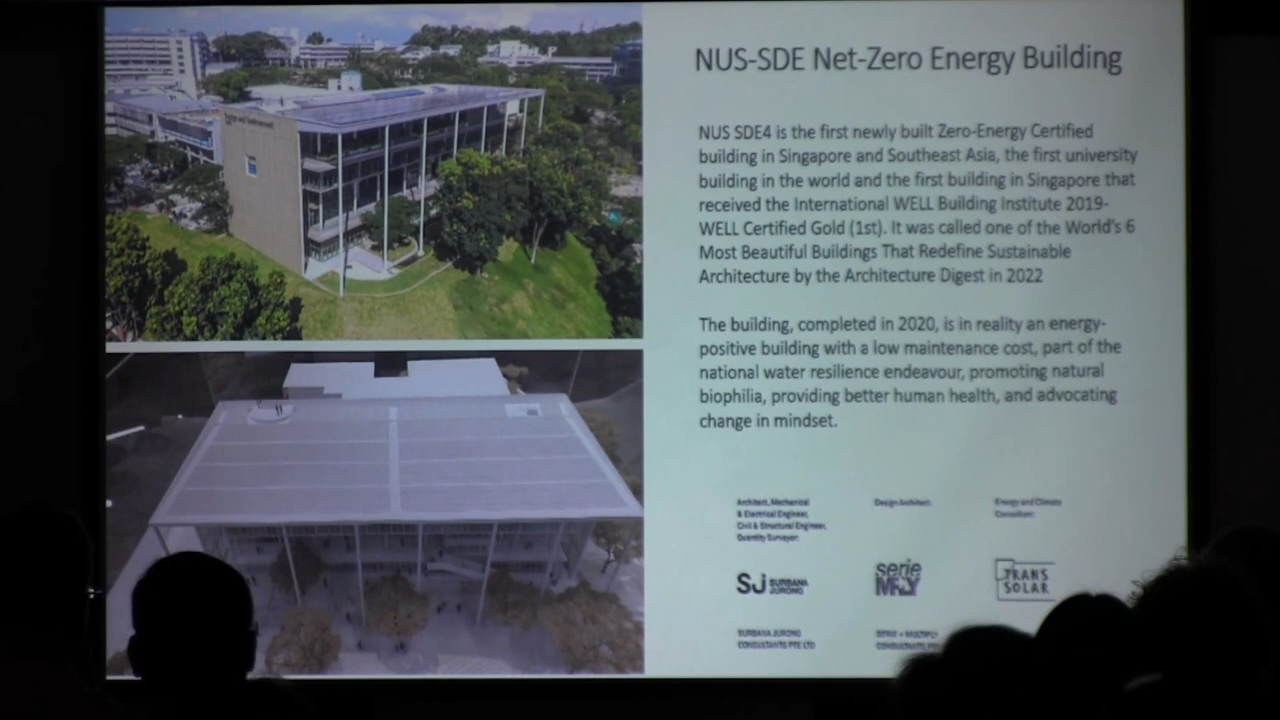 NUS-SDE Net-Zero Energy Building
NUS SDE4 is the first newly built Zero-Energy Certified
building in Singapore and Southeast Asia, the first university
building in the world and the first building in Singapore that
received the International WELL Building Institute 2019-
WELL Certified Gold (1st). It was called one of the World's 6
Most Beautiful Buildings That Redefine Sustainable
Architecture by the Architecture Digest in 2022
The building, completed in 2020, is in reality an energy-
positive building with a low maintenance cost, part of the
national water resilience endeavour, promoting natural
biophilia, providing better human health, and advocating
change in mindset.
Architect, Mechanical
& Electrical Engineer,
Civil & Structural Engineer,
Quantity Surveyor:
Design Architect:
Energy and Climate
Consultant:
SJ SURBANA
JURONG
serie
TRANS
SOLAR
SURBANA JURONG
CONSULTANTS PTE LTD
SERIE + MULTIPLY
CONSULTANTS